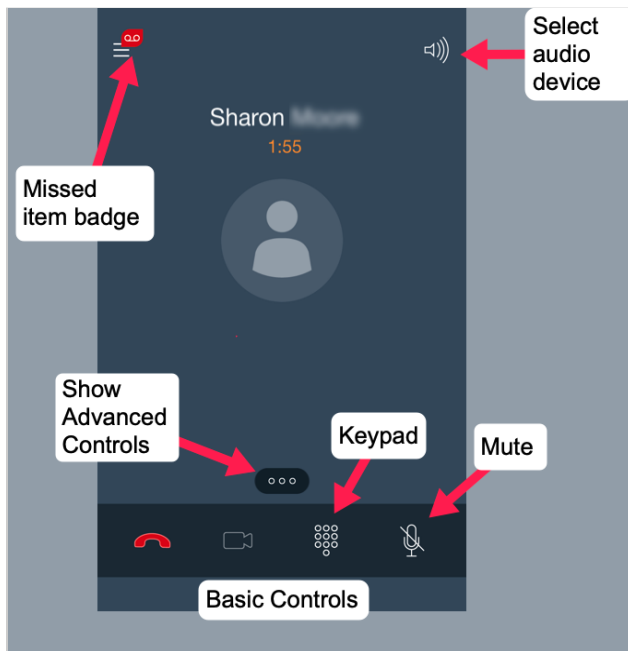 Select
audio
device
Sharon
1:55
Missed
item badge
Show
Advanced
Controls
Keypad
Mute
Basic Controls